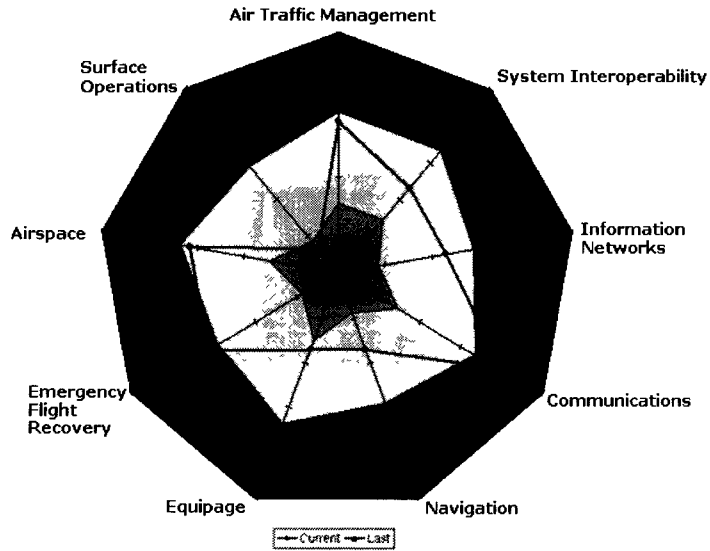 Air Traffic Management
Surface
Operations
System Interoperability
Airspace
Information
Networks
Emergency
Flight
Recovery
Communications
Equipage
Navigation
Current Last